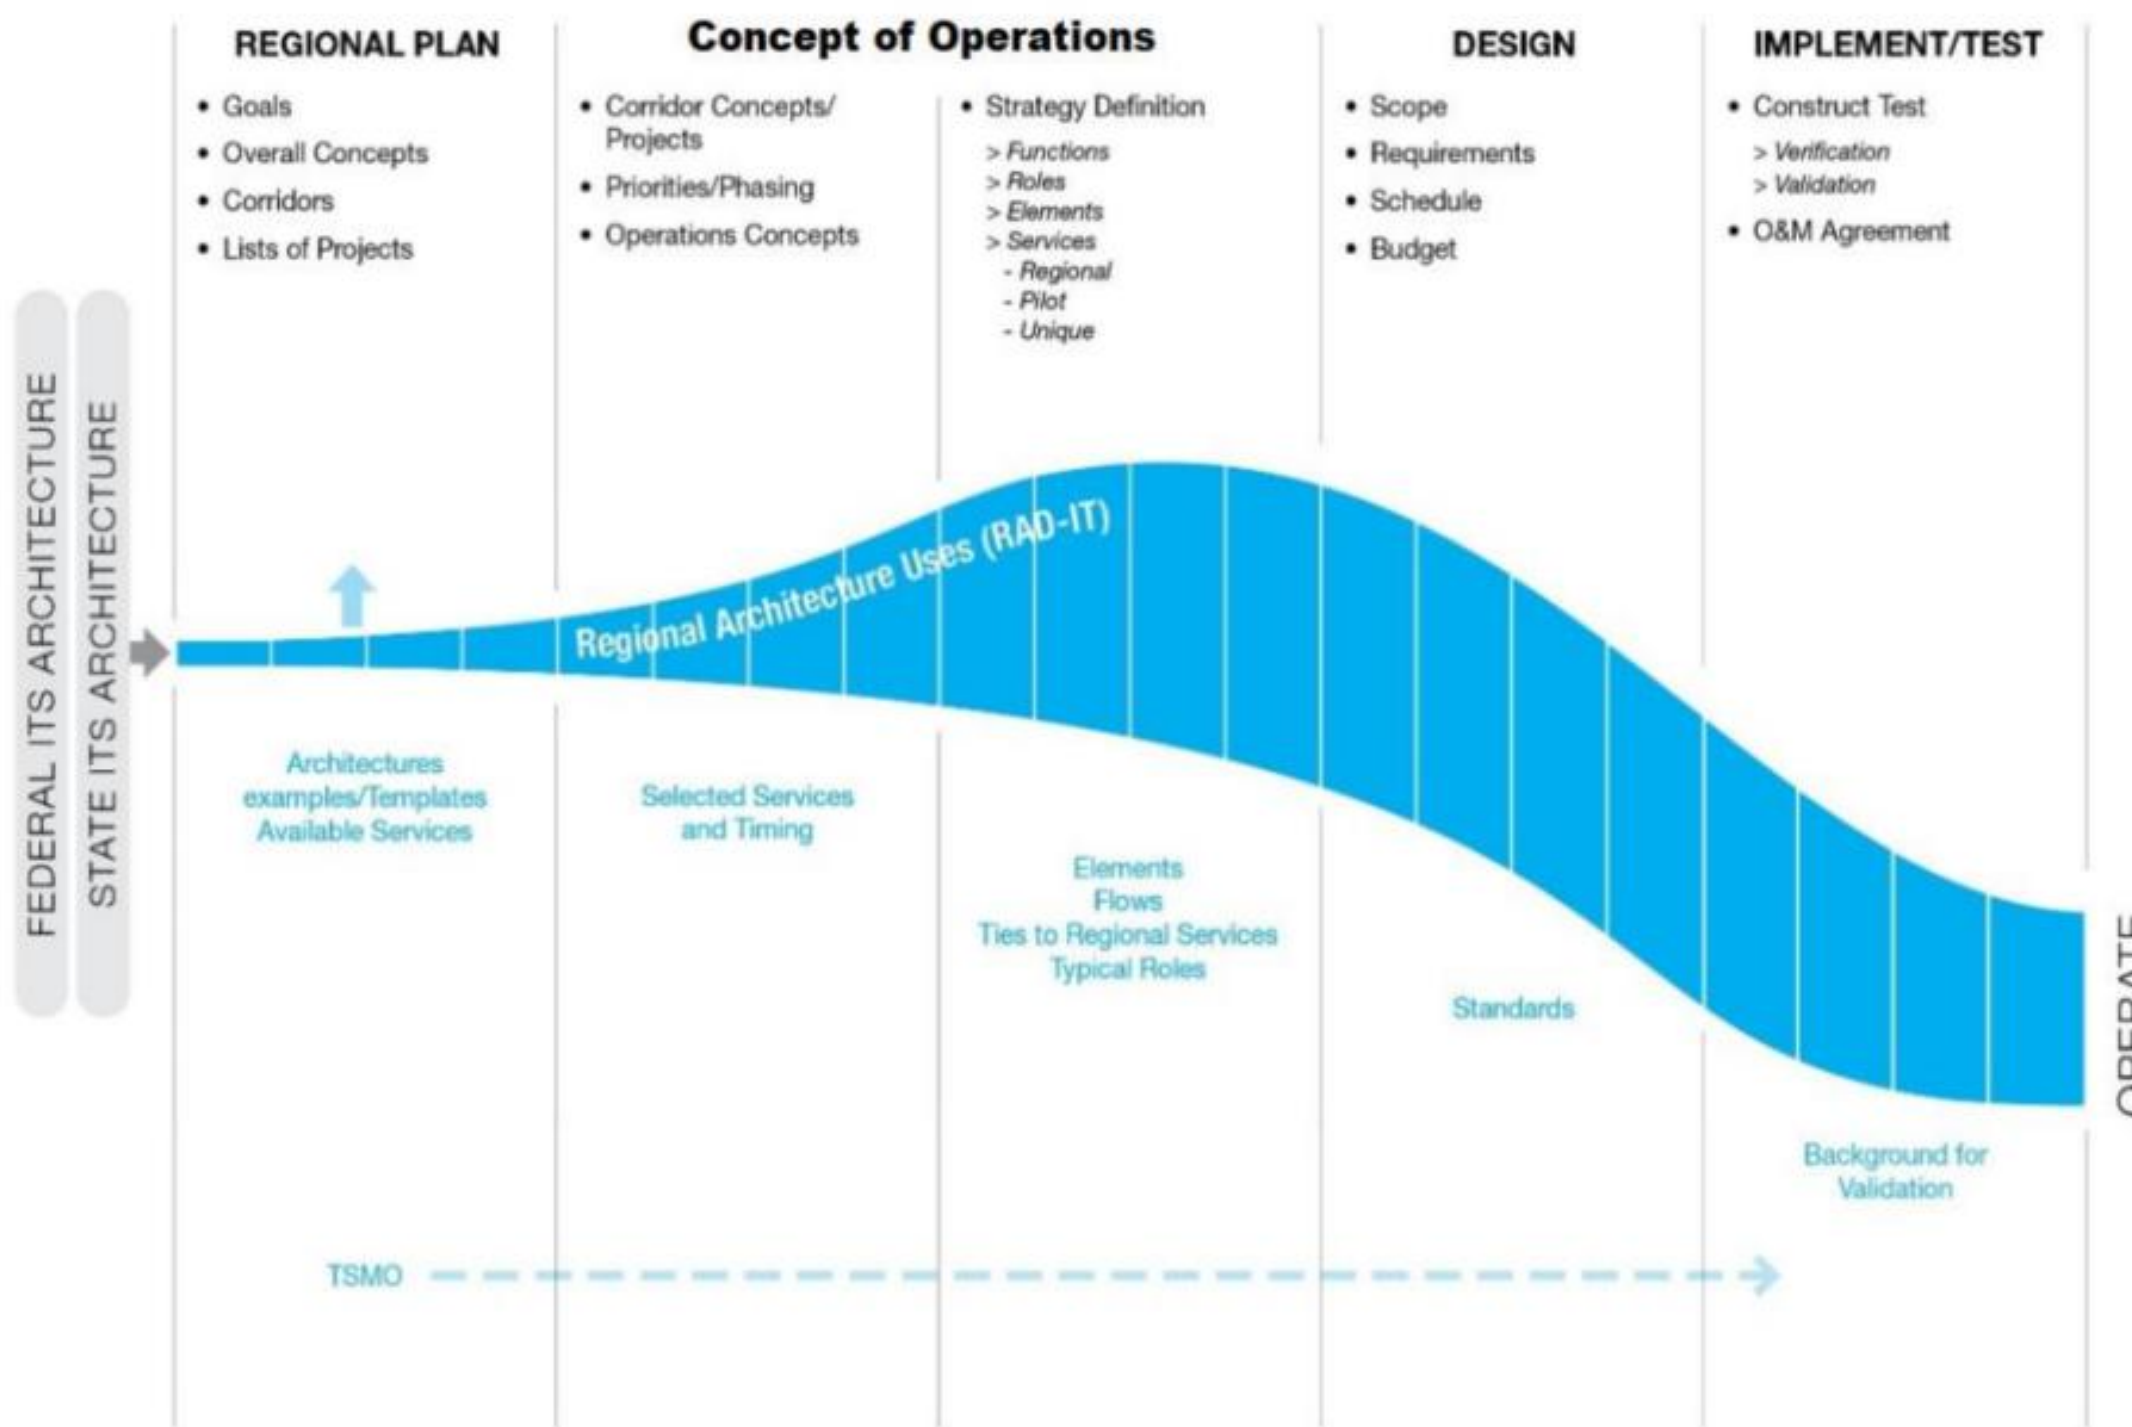 REGIONAL PLAN
• Goals
• Overall Concepts
• Corridors
• Lists of Projects
Concept of Operations
• Corridor Concepts/
Projects
• Priorities/Phasing
• Operations Concepts
• Strategy Definition
> Functions
> Roles
> Elements
> Services
- Regional
- Pilot
- Unique
DESIGN
• Scope
• Requirements
• Schedule
• Budget
IMPLEMENT/TEST
• Construct Test
> Verification
> Validation
• O&M Agreement
FEDERAL ITS ARCHITECTURE
STATE ITS ARCHITECTURE
Regional Architecture Uses (RAD-IT)
Architectures
examples/Templates
Available Services
Selected Services
and Timing
Elements
Flows
Ties to Regional Services
Typical Roles
Standards
Background for
Validation
OPERATE
TSMO